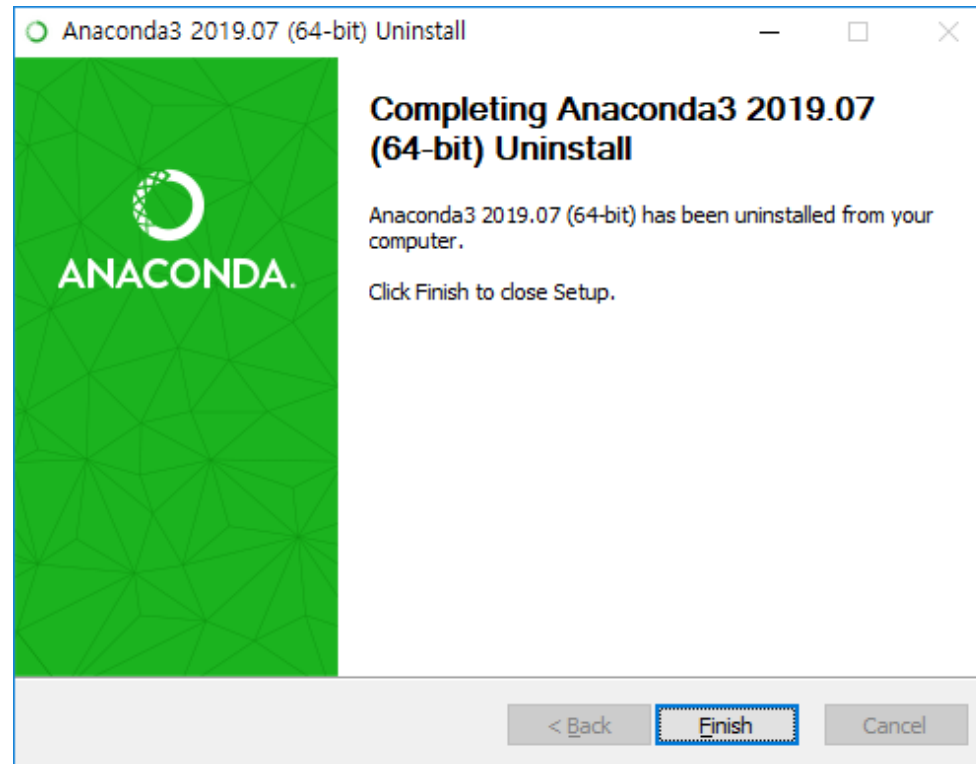 Anaconda3 2019.07 (64-bit) Uninstall
ANACONDA.
Completing Anaconda3 2019.07
(64-bit) Uninstall
Anaconda3 2019.07 (64-bit) has been uninstalled from your
computer.
Click Finish to close Setup.
< Back
Finish
Cancel